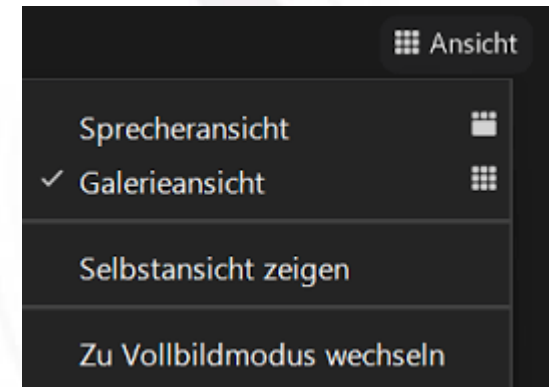 Ansicht
Sprecheransicht
Galerieansicht
Selbstansicht zeigen
Zu Vollbildmodus wechseln